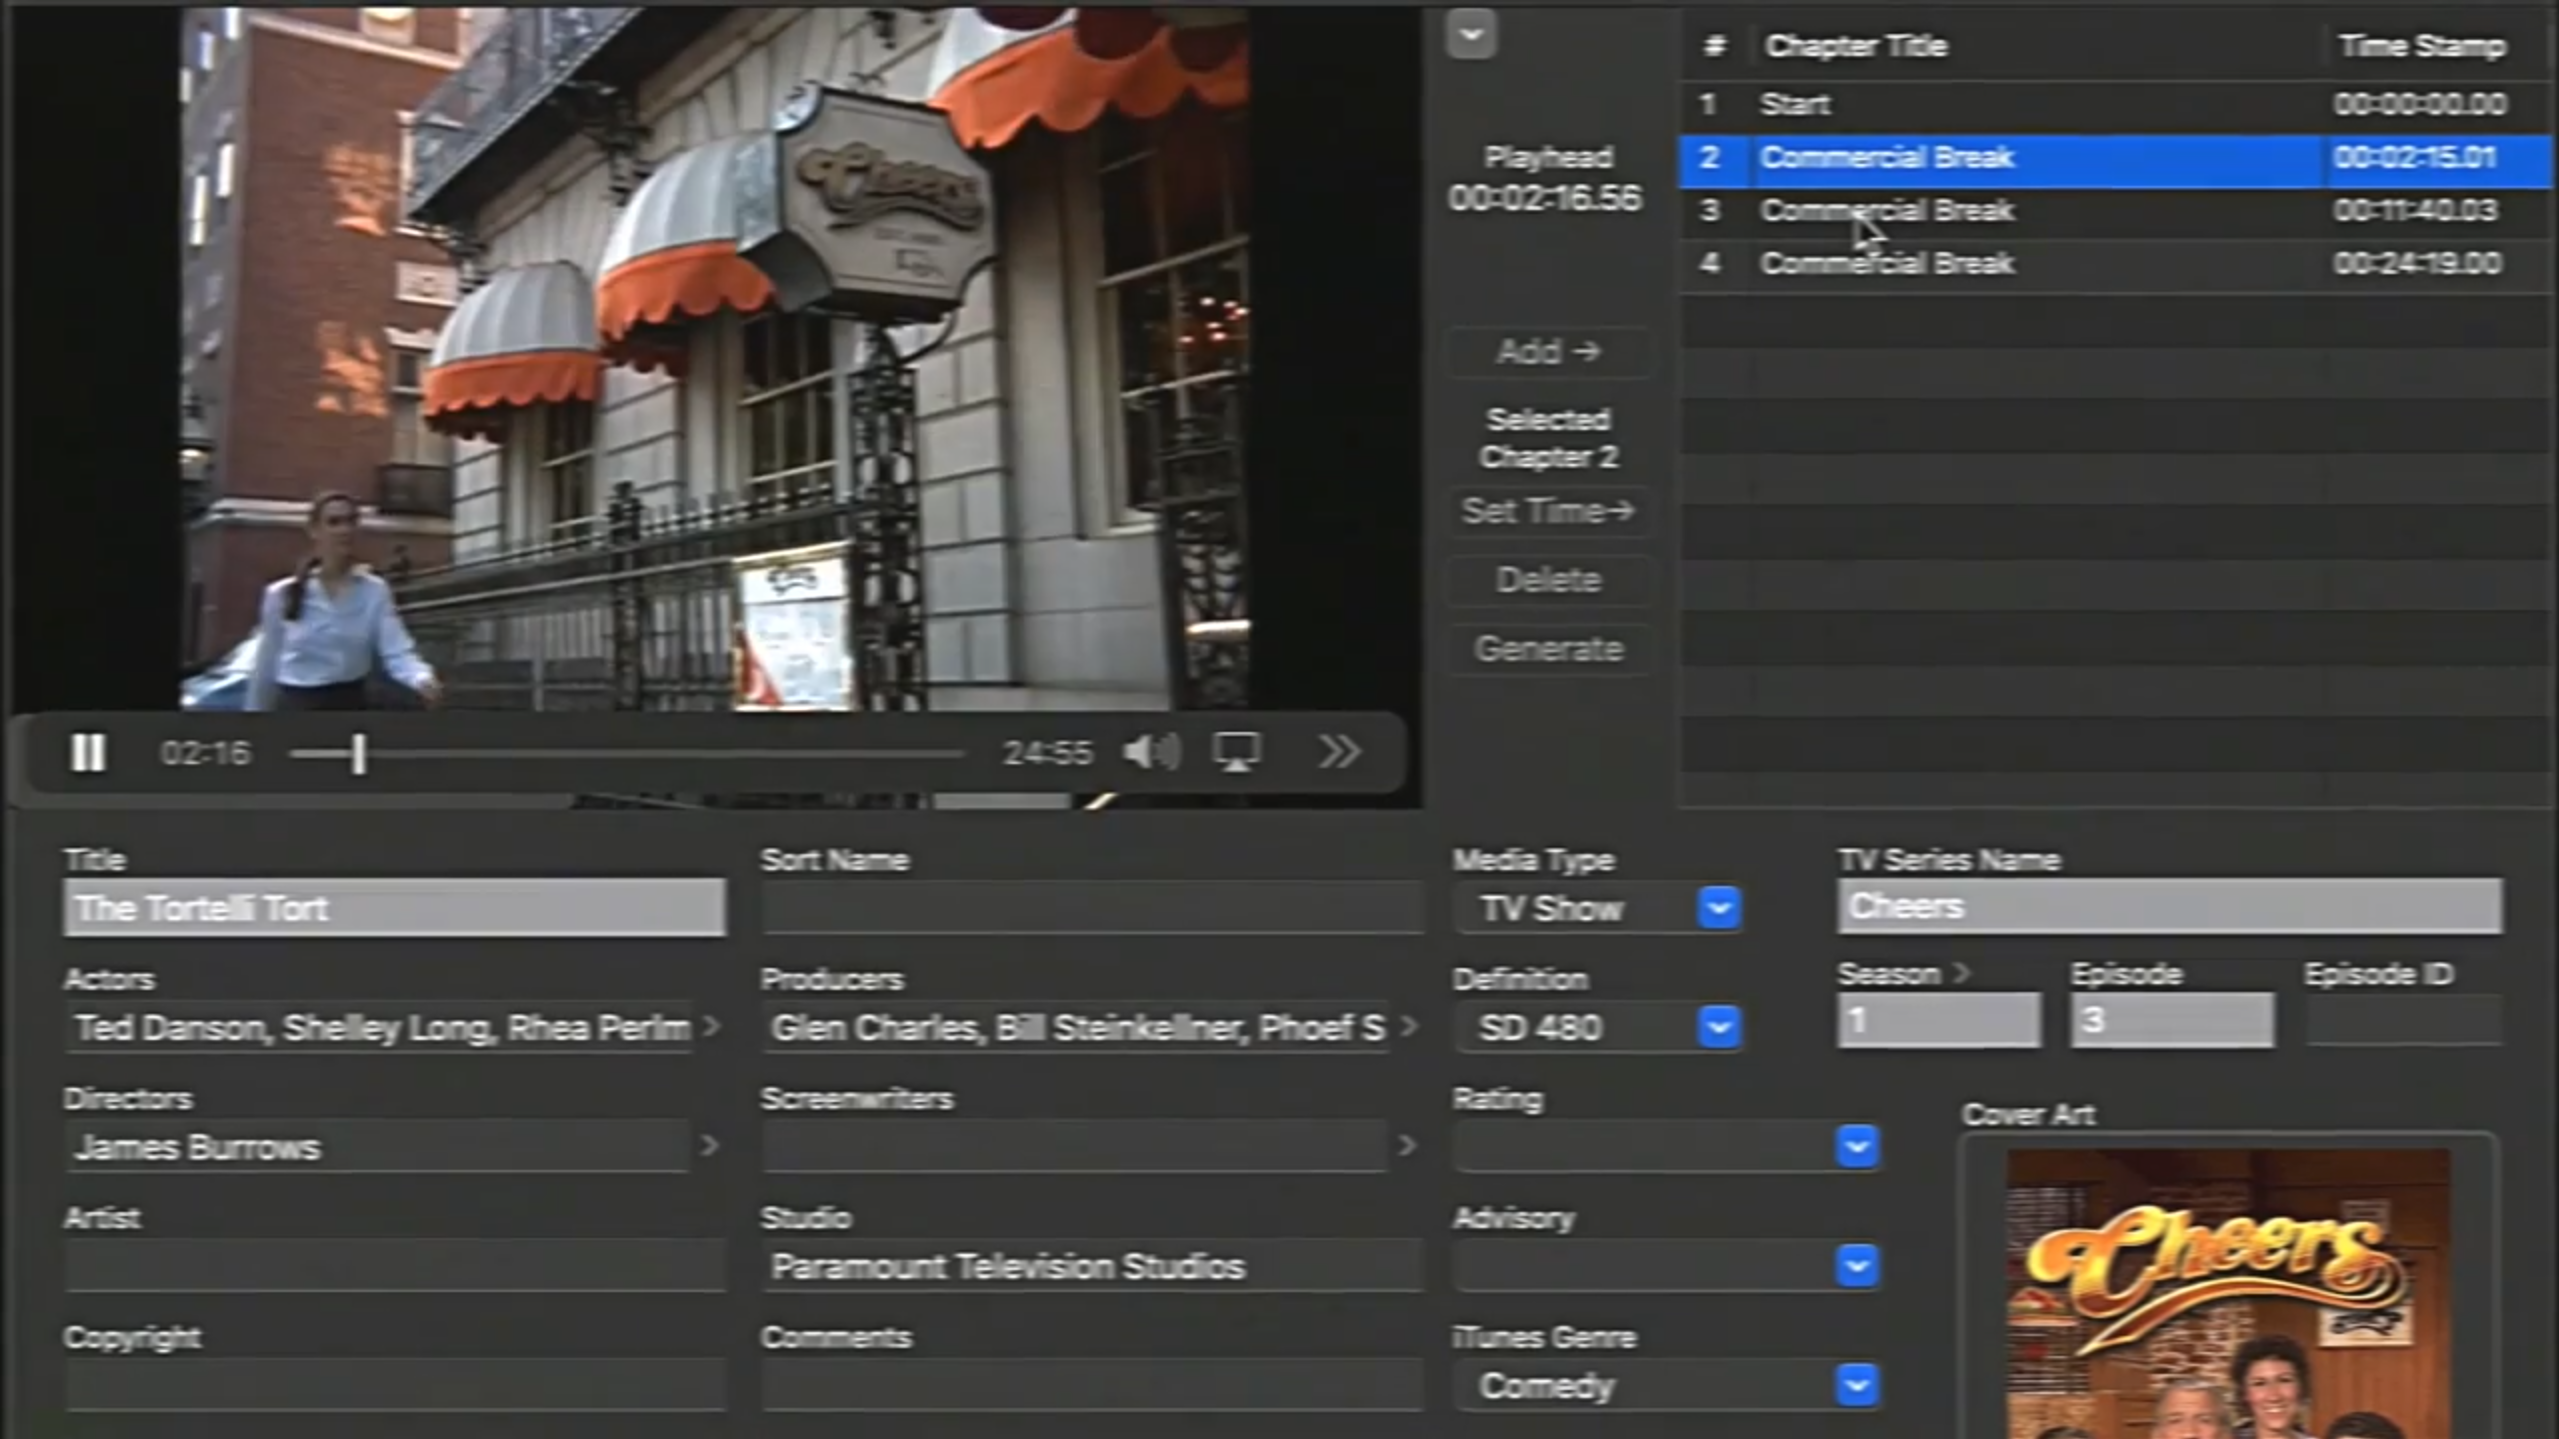 Cheers
# Chapter Title Time Stamp
1 Start 00:00:00.00
2 Commercial Break 00:02:15.01
3 Commercial Break 00:11:40.03
4 Commercial Break 00:24:19.00
Playhead
00:02:16.56
Add →
Selected
Chapter 2
Set Time→
Delete
Generate
02:16 24:55
Title
The Tortelli Tort
Sort Name
Media Type
TV Show
TV Series Name
Cheers
Actors
Ted Danson, Shelley Long, Rhea Perlm >
Producers
Glen Charles, Bill Steinkellner, Phoef S >
Definition
SD 480
Season >
1
Episode
3
Episode ID
Directors
James Burrows >
Screenwriters
>
Rating
Cover Art
Cheers
Artist
Studio
Paramount Television Studios
Advisory
Copyright
Comments
iTunes Genre
Comedy